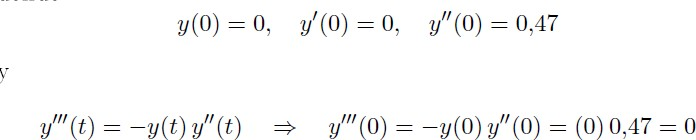 y(0) = 0, y′(0) = 0, y″(0) = 0,47
y
y‴(t) = −y(t) y″(t) ⇒ y‴(0) = −y(0) y″(0) = (0) 0,47 = 0